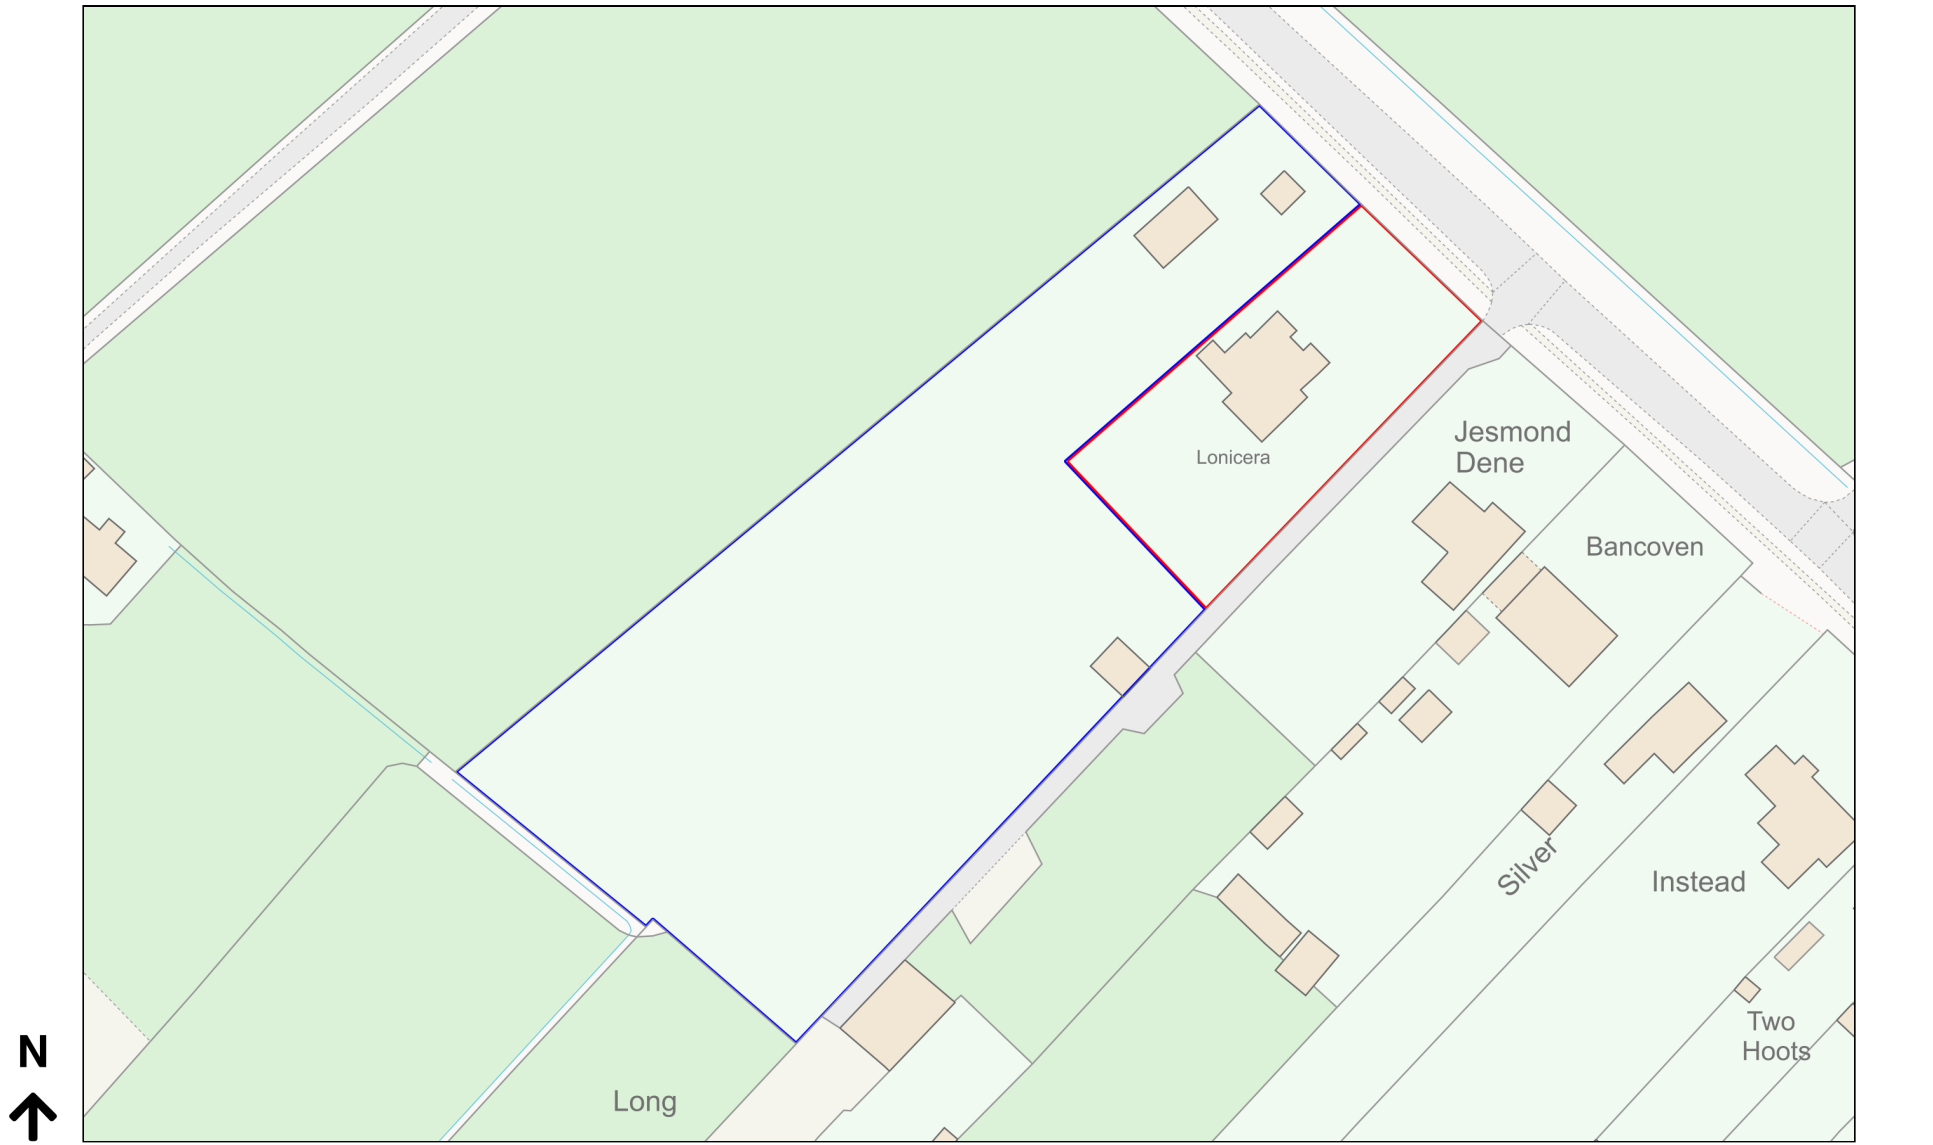 Jesmond
Dene
Lonicera
Bancoven
Silver
Instead
Two
Hoots
Long
N